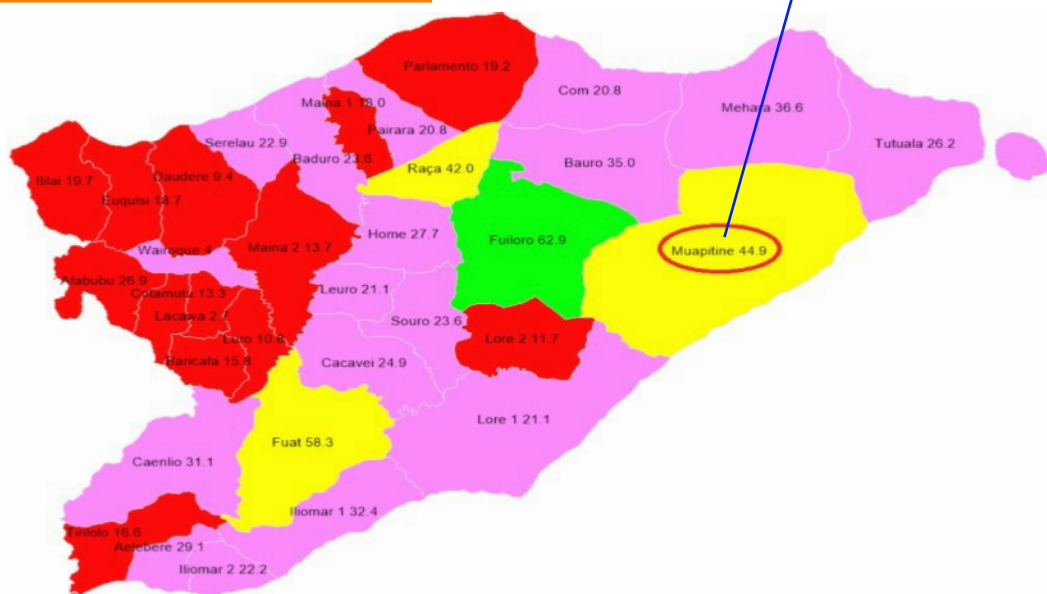 Parlamento 19.2
Com 20.8
Mehara 36.6
Maina 1 18.0
Pairara 20.8
Serelau 22.9
Tutuala 26.2
Baduro 23.6
Raça 42.0
Bauro 35.0
Ililai 19.7
Daudere 9.4
Euquisi 18.7
Home 27.7
Fuiloro 62.9
Wairoque 4
Maina 2 13.7
Muapitine 44.9
Afabubu 26.9
Leuro 21.1
Cotamutu 13.3
Lacawa 2.7
Souro 23.6
Luro 10.8
Lore 2 11.7
Baricafa 15.8
Cacavei 24.9
Lore 1 21.1
Fuat 58.3
Caenlio 31.1
Iliomar 1 32.4
Tirilolo 16.6
Aelebere 29.1
Iliomar 2 22.2